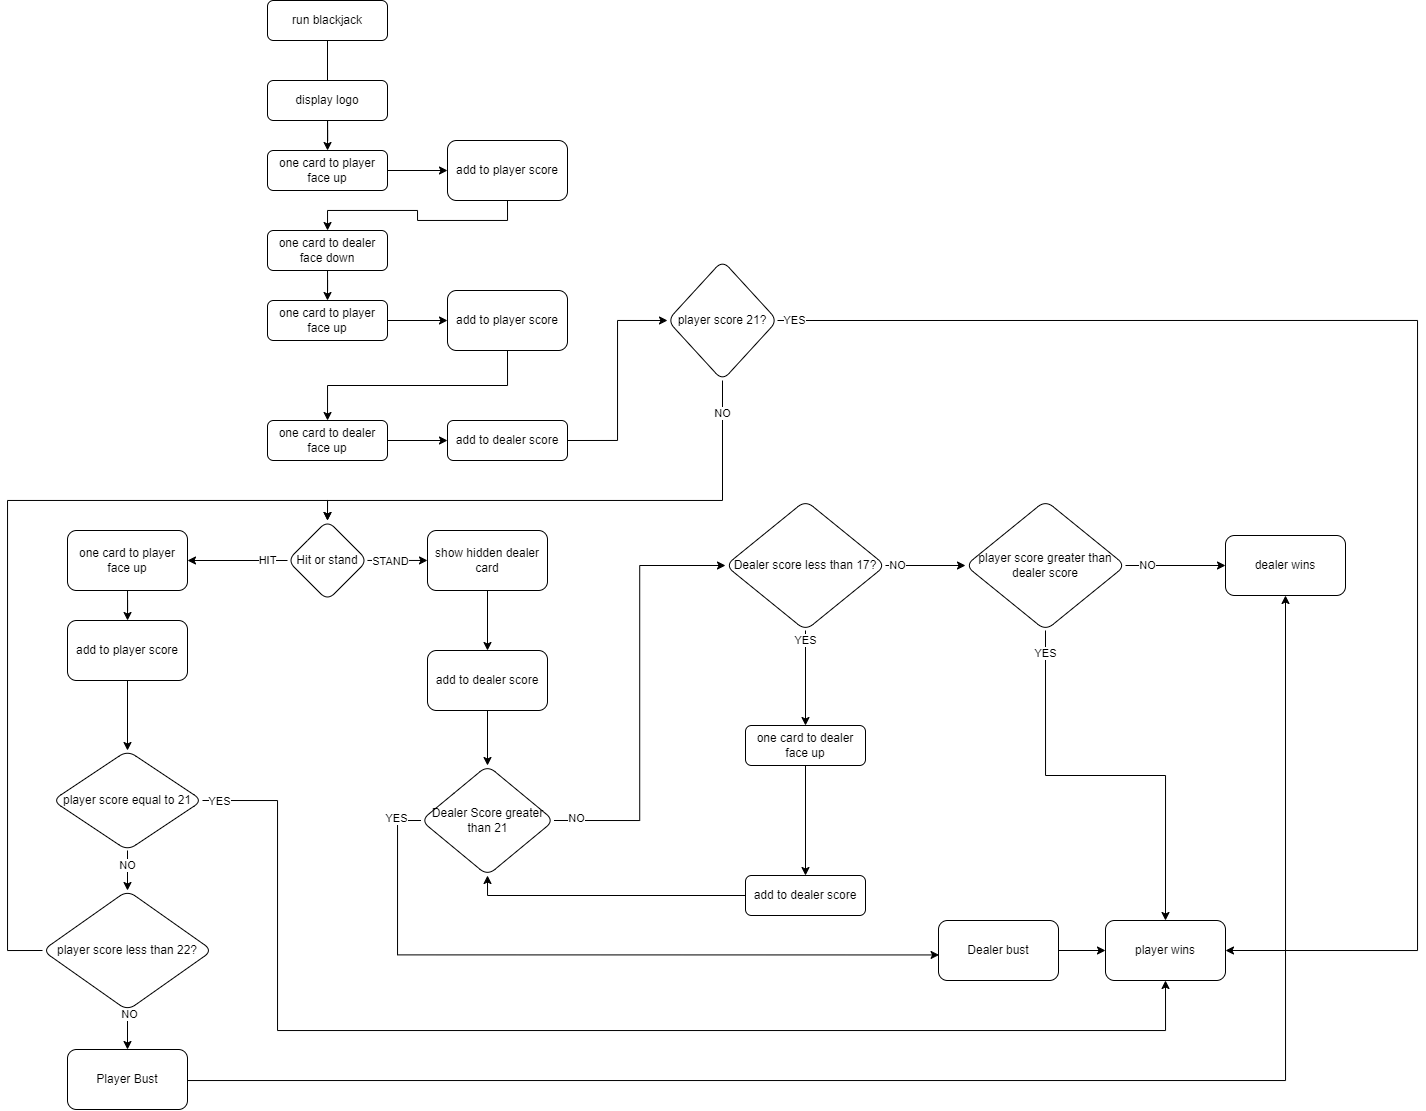 run blackjack
display logo
one card to player
face up
add to player score
one card to dealer
face down
one card to player
face up
add to player score
player score 21?
YES
NO
one card to dealer
face up
add to dealer score
one card to player
face up
HIT
Hit or stand
STAND
show hidden dealer
card
Dealer score less than 17?
NO
player score greater than
dealer score
NO
dealer wins
add to player score
YES
YES
add to dealer score
one card to dealer
face up
player score equal to 21
YES
YES
Dealer Score greater
than 21
NO
NO
add to dealer score
player score less than 22?
Dealer bust
player wins
NO
Player Bust